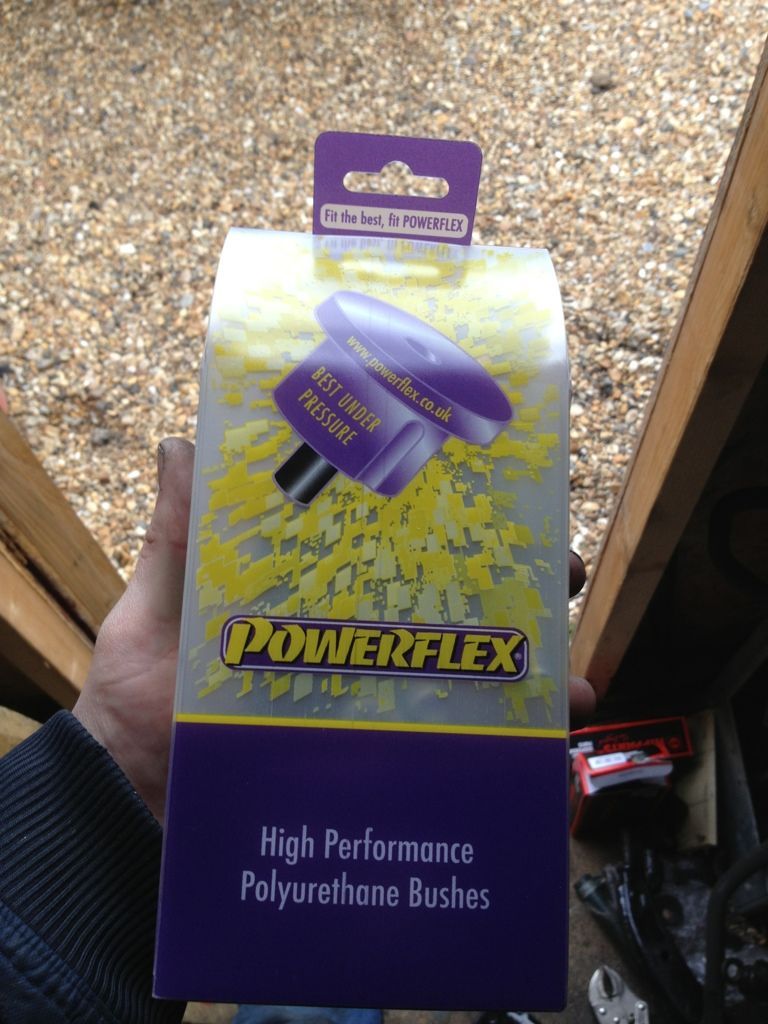 Fit the best, fit POWERFLEX
www.powerflex.co.uk
BEST UNDER
PRESSURE
POWERFLEX
High Performance
Polyurethane Bushes